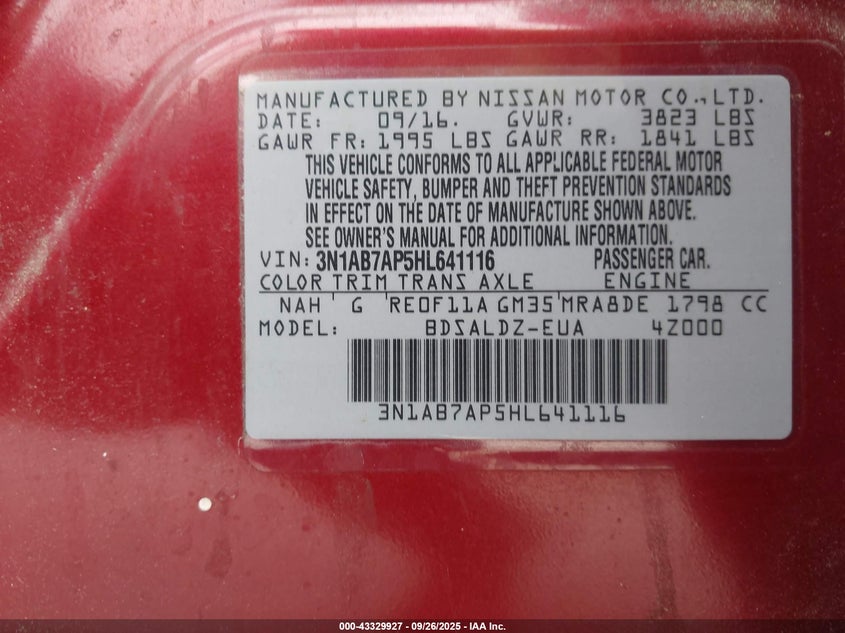 MANUFACTURED BY NISSAN MOTOR CO.,LTD.
DATE: 09/16. GVWR: 3823 LBS
GAWR FR: 1995 LBS GAWR RR: 1841 LBS
THIS VEHICLE CONFORMS TO ALL APPLICABLE FEDERAL MOTOR
VEHICLE SAFETY, BUMPER AND THEFT PREVENTION STANDARDS
IN EFFECT ON THE DATE OF MANUFACTURE SHOWN ABOVE.
SEE OWNER'S MANUAL FOR ADDITIONAL INFORMATION.
VIN: 3N1AB7AP5HL641116 PASSENGER CAR.
COLOR TRIM TRANS AXLE ENGINE
NAH G RE0F11A GM35 MRA8DE 1798 CC
MODEL: BDSALDZ-EUA 4Z000
3N1AB7AP5HL641116
000-43329927 - 09/26/2025 - IAA Inc.